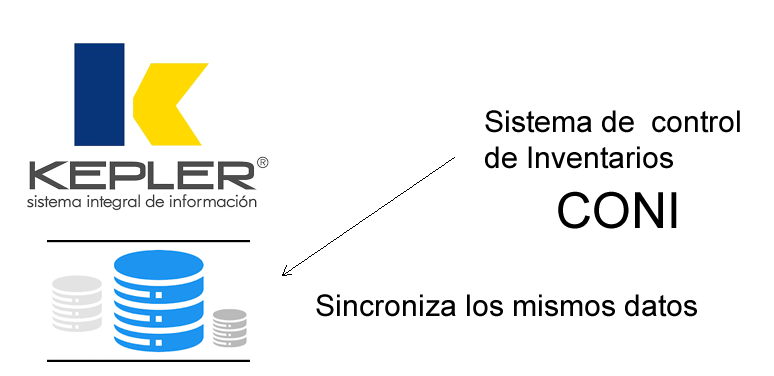 KEPLER®
sistema integral de información
Sistema de control
de Inventarios
CONI
Sincroniza los mismos datos